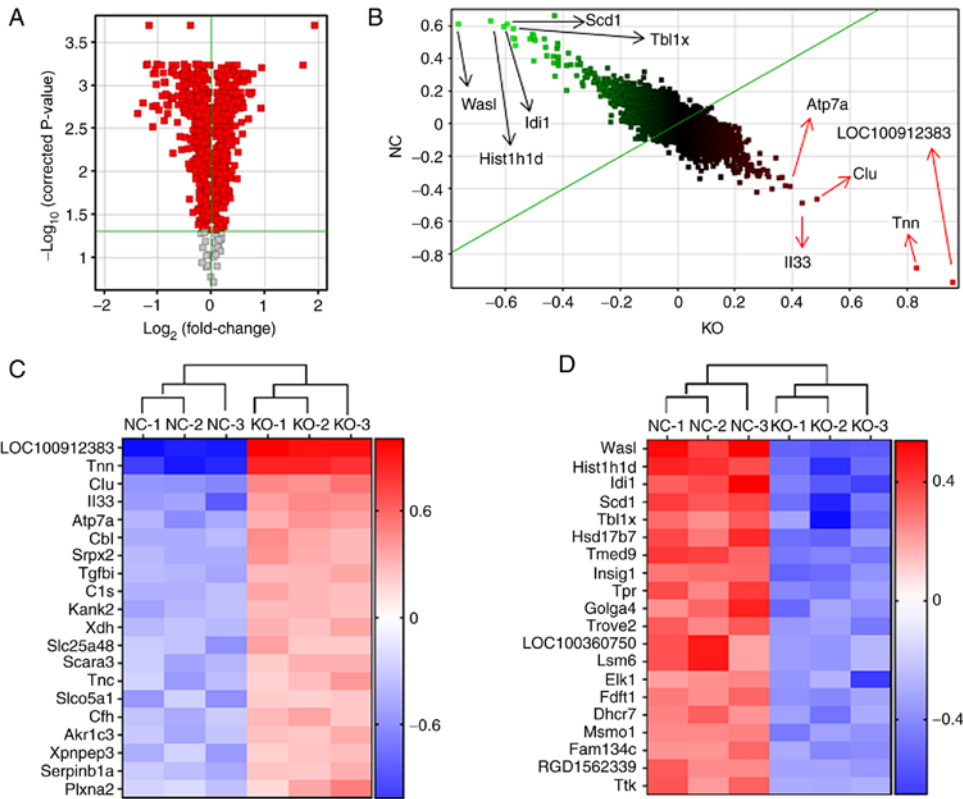 A
3.5
3
2.5
2
1.5
1
−Log10 (corrected P-value)
−2
−1
0
1
2
Log2 (fold-change)
B
0.6
0.4
0.2
0
−0.2
−0.4
−0.6
−0.8
NC
−0.6
−0.4
−0.2
0
0.2
0.4
0.6
0.8
KO
Scd1
Tbl1x
Wasl
Idi1
Hist1h1d
Atp7a
LOC100912383
Clu
Tnn
Il33
C
NC-1 NC-2 NC-3 KO-1 KO-2 KO-3
LOC100912383
Tnn
Clu
Il33
Atp7a
Cbl
Srpx2
Tgfbi
C1s
Kank2
Xdh
Slc25a48
Scara3
Tnc
Slco5a1
Cfh
Akr1c3
Xpnpep3
Serpinb1a
Plxna2
0.6
0
−0.6
D
NC-1 NC-2 NC-3 KO-1 KO-2 KO-3
Wasl
Hist1h1d
Idi1
Scd1
Tbl1x
Hsd17b7
Tmed9
Insig1
Tpr
Golga4
Trove2
LOC100360750
Lsm6
Elk1
Fdft1
Dhcr7
Msmo1
Fam134c
RGD1562339
Ttk
0.4
0
−0.4